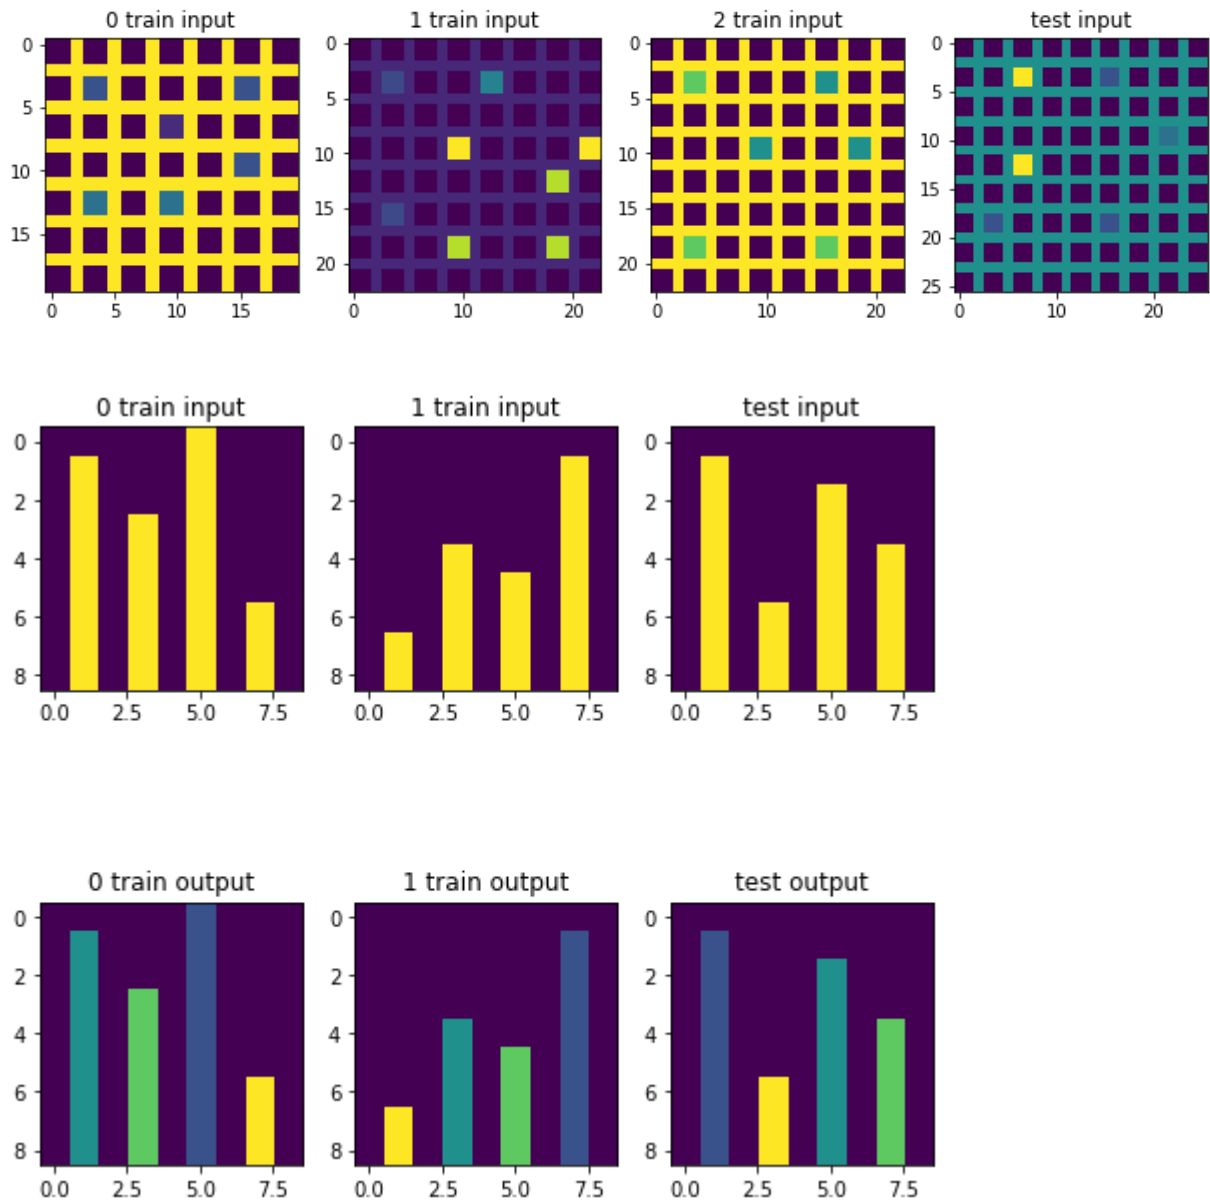 0 train input 1 train input 2 train input test input
0 0 0 0
5 5 5 5
10 10 10 10
15 15 15 15
20 20 20
25
0 5 10 15 0 10 20 0 10 20 0 10 20
0 train input 1 train input test input
0 0 0
2 2 2
4 4 4
6 6 6
8 8 8
0.0 2.5 5.0 7.5 0.0 2.5 5.0 7.5 0.0 2.5 5.0 7.5
0 train output 1 train output test output
0 0 0
2 2 2
4 4 4
6 6 6
8 8 8
0.0 2.5 5.0 7.5 0.0 2.5 5.0 7.5 0.0 2.5 5.0 7.5